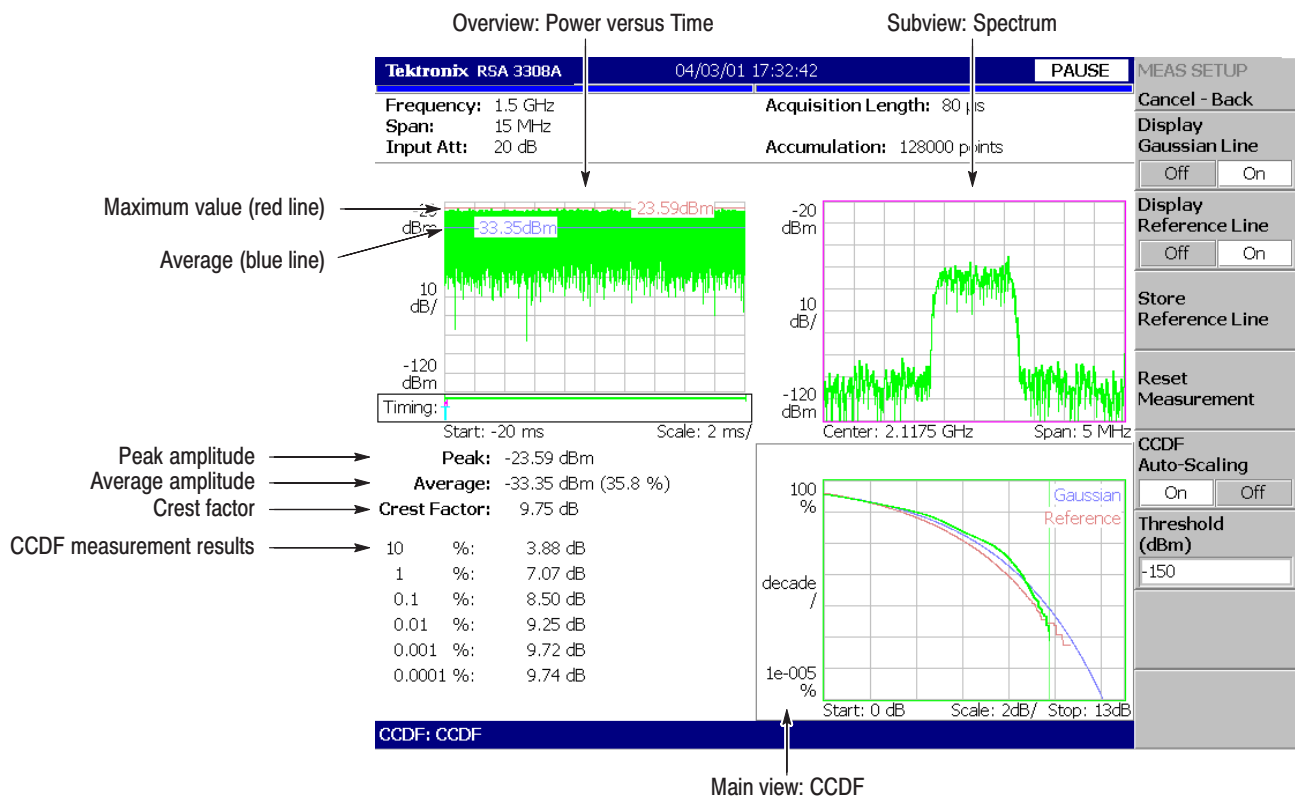 Overview: Power versus Time
Subview: Spectrum
Tektronix RSA 3308A 04/03/01 17:32:42 PAUSE
MEAS SETUP
Frequency: 1.5 GHz
Span: 15 MHz
Input Att: 20 dB
Acquisition Length: 80 µs
Accumulation: 128000 points
Cancel - Back
Display
Gaussian Line
Off On
Display
Reference Line
Off On
Store
Reference Line
Reset
Measurement
CCDF
Auto-Scaling
On Off
Threshold
(dBm)
-150
Maximum value (red line)
Average (blue line)
-20
dBm
-23.59dBm
-33.35dBm
10
dB/
-120
dBm
Timing:
Start: -20 ms Scale: 2 ms/
-20
dBm
10
dB/
-120
dBm
Center: 2.1175 GHz Span: 5 MHz
Peak amplitude
Average amplitude
Crest factor
CCDF measurement results
Peak: -23.59 dBm
Average: -33.35 dBm (35.8 %)
Crest Factor: 9.75 dB
10 %: 3.88 dB
1 %: 7.07 dB
0.1 %: 8.50 dB
0.01 %: 9.25 dB
0.001 %: 9.72 dB
0.0001 %: 9.74 dB
100
%
Gaussian
Reference
decade
/
1e-005
%
Start: 0 dB Scale: 2dB/ Stop: 13dB
CCDF: CCDF
Main view: CCDF